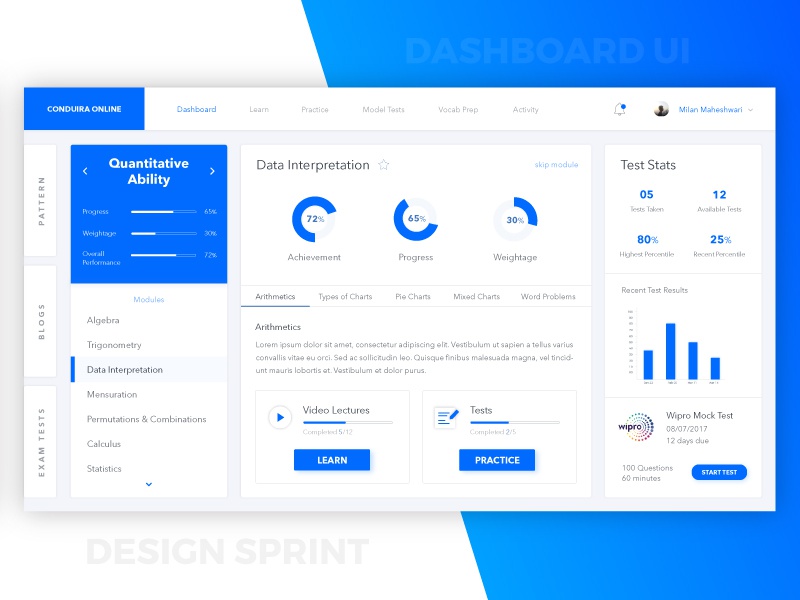 DASHBOARD UI
CONDUIRA ONLINE
Dashboard
Learn
Practice
Model Tests
Vocab Prep
Activity
Milan Maheshwari
PATTERN
BLOGS
EXAM TESTS
Quantitative
Ability
Progress 65%
Weightage 30%
Overall
Performance 72%
Modules
Algebra
Trigonometry
Data Interpretation
Mensuration
Permutations & Combinations
Calculus
Statistics
Data Interpretation
skip module
72%
65%
30%
Achievement
Progress
Weightage
Arithmetics
Types of Charts
Pie Charts
Mixed Charts
Word Problems
Arithmetics
Lorem ipsum dolor sit amet, consectetur adipiscing elit. Vestibulum ut sapien a tellus varius
convallis vitae eu orci. Sed ac sollicitudin leo. Quisque finibus malesuada magna, vel tincid-
unt mauris lobortis et. Vestibulum et dolor purus.
Video Lectures
Completed 5/12
LEARN
Tests
Completed 2/5
PRACTICE
Test Stats
05
Tests Taken
12
Available Tests
80%
Highest Percentile
25%
Recent Percentile
Recent Test Results
wipro
Wipro Mock Test
08/07/2017
12 days due
100 Questions
60 minutes
START TEST
DESIGN SPRINT